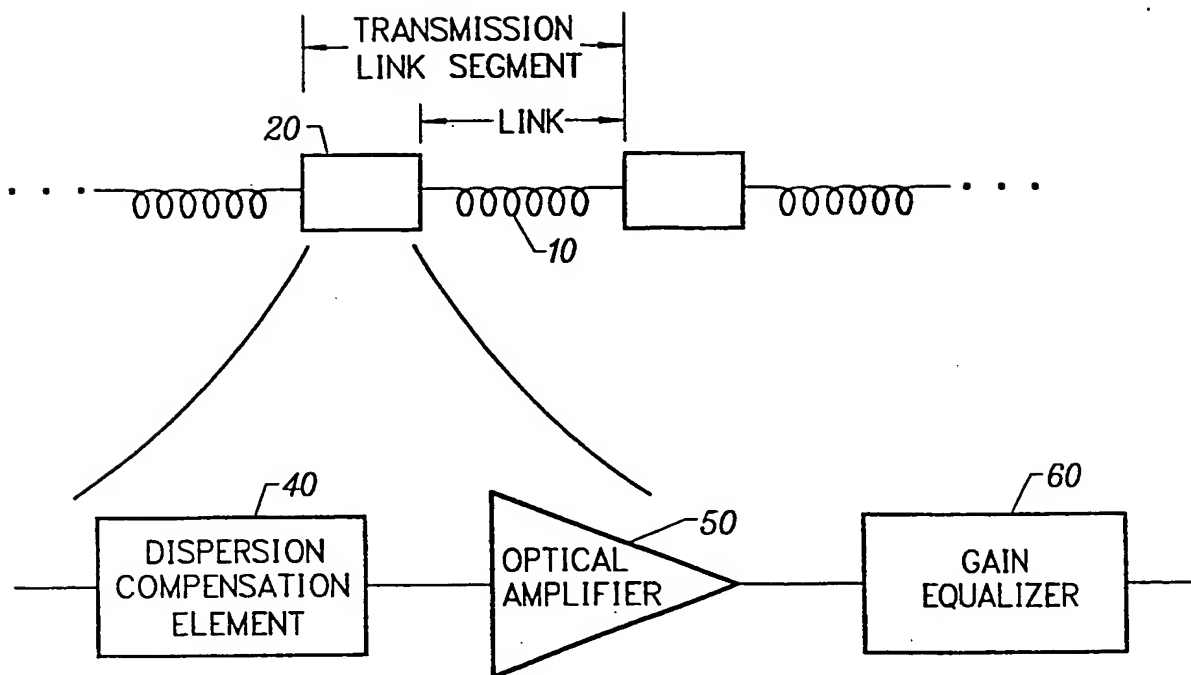 TRANSMISSION
LINK SEGMENT
LINK
20
10
40
DISPERSION
COMPENSATION
ELEMENT
50
OPTICAL
AMPLIFIER
60
GAIN
EQUALIZER